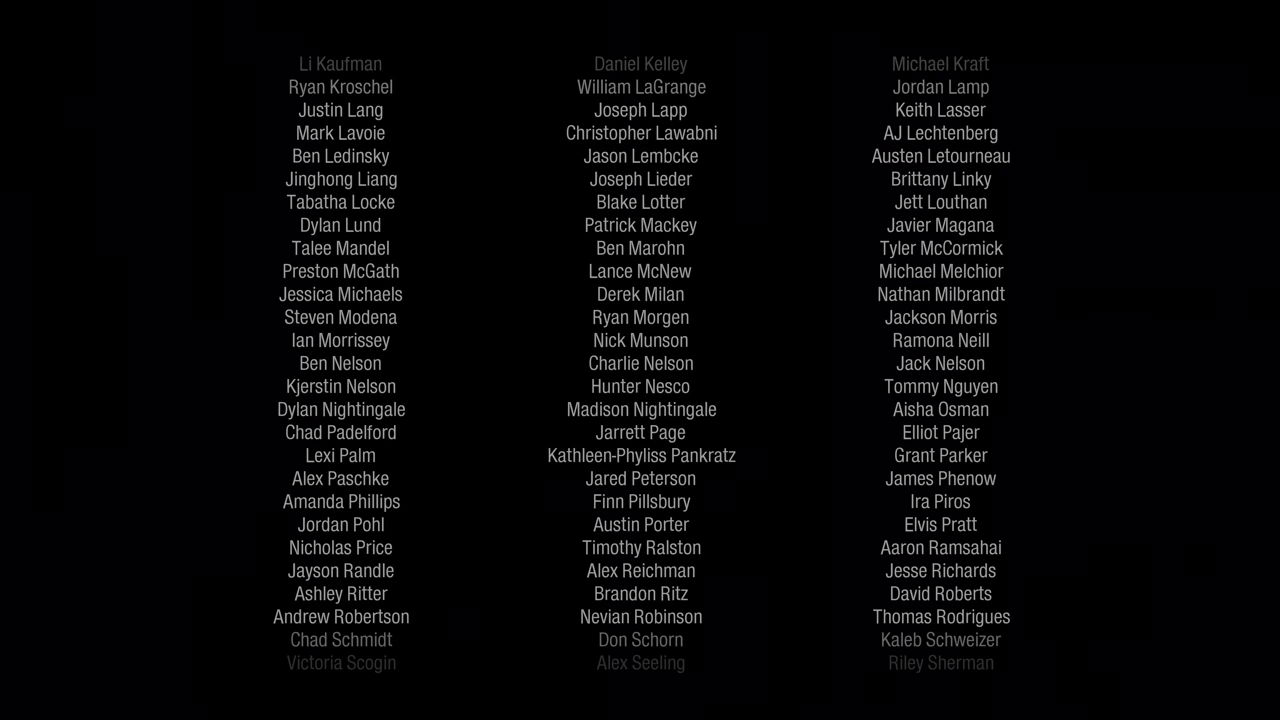 Li Kaufman Daniel Kelley Michael Kraft
Ryan Kroschel William LaGrange Jordan Lamp
Justin Lang Joseph Lapp Keith Lasser
Mark Lavoie Christopher Lawabni AJ Lechtenberg
Ben Ledinsky Jason Lembcke Austen Letourneau
Jinghong Liang Joseph Lieder Brittany Linky
Tabatha Locke Blake Lotter Jett Louthan
Dylan Lund Patrick Mackey Javier Magana
Talee Mandel Ben Marohn Tyler McCormick
Preston McGath Lance McNew Michael Melchior
Jessica Michaels Derek Milan Nathan Milbrandt
Steven Modena Ryan Morgen Jackson Morris
Ian Morrissey Nick Munson Ramona Neill
Ben Nelson Charlie Nelson Jack Nelson
Kjerstin Nelson Hunter Nesco Tommy Nguyen
Dylan Nightingale Madison Nightingale Aisha Osman
Chad Padelford Jarrett Page Elliot Pajer
Lexi Palm Kathleen-Phyliss Pankratz Grant Parker
Alex Paschke Jared Peterson James Phenow
Amanda Phillips Finn Pillsbury Ira Piros
Jordan Pohl Austin Porter Elvis Pratt
Nicholas Price Timothy Ralston Aaron Ramsahai
Jayson Randle Alex Reichman Jesse Richards
Ashley Ritter Brandon Ritz David Roberts
Andrew Robertson Nevian Robinson Thomas Rodrigues
Chad Schmidt Don Schorn Kaleb Schweizer
Victoria Scogin Alex Seeling Riley Sherman